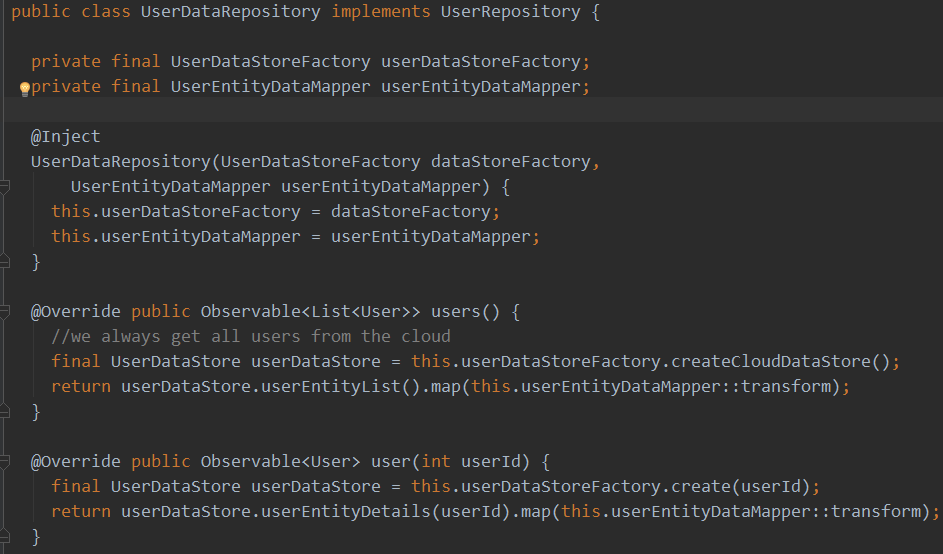 public class UserDataRepository implements UserRepository {
private final UserDataStoreFactory userDataStoreFactory;
private final UserEntityDataMapper userEntityDataMapper;
@Inject
UserDataRepository(UserDataStoreFactory dataStoreFactory,
UserEntityDataMapper userEntityDataMapper) {
this.userDataStoreFactory = dataStoreFactory;
this.userEntityDataMapper = userEntityDataMapper;
}
@Override public Observable<List<User>> users() {
//we always get all users from the cloud
final UserDataStore userDataStore = this.userDataStoreFactory.createCloudDataStore();
return userDataStore.userEntityList().map(this.userEntityDataMapper::transform);
}
@Override public Observable<User> user(int userId) {
final UserDataStore userDataStore = this.userDataStoreFactory.create(userId);
return userDataStore.userEntityDetails(userId).map(this.userEntityDataMapper::transform);
}